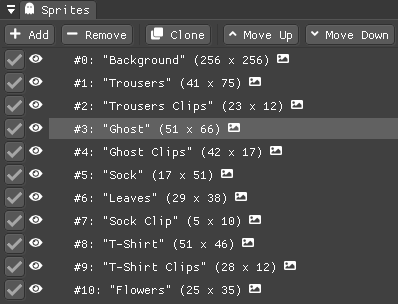 Sprites
Add Remove Clone Move Up Move Down
#0: "Background" (256 x 256)
#1: "Trousers" (41 x 75)
#2: "Trousers Clips" (23 x 12)
#3: "Ghost" (51 x 66)
#4: "Ghost Clips" (42 x 17)
#5: "Sock" (17 x 51)
#6: "Leaves" (29 x 38)
#7: "Sock Clip" (5 x 10)
#8: "T-Shirt" (51 x 46)
#9: "T-Shirt Clips" (28 x 12)
#10: "Flowers" (25 x 35)